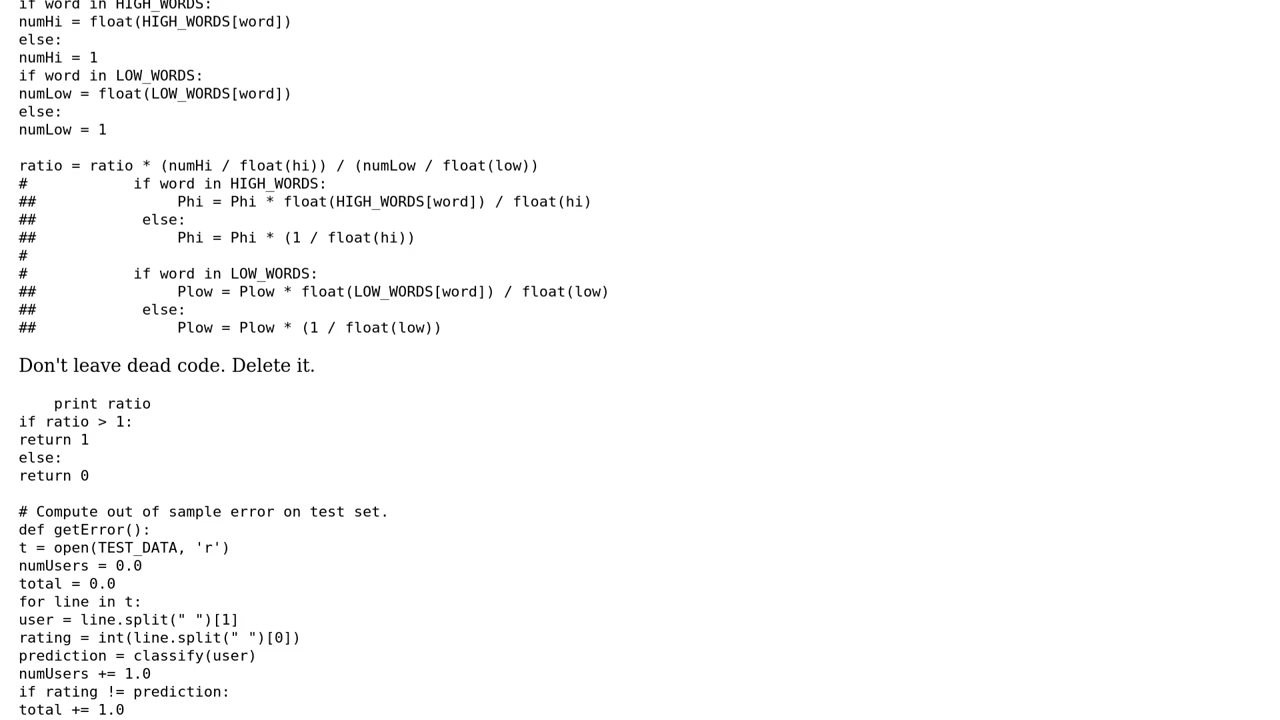 if word in HIGH_WORDS:
numHi = float(HIGH_WORDS[word])
else:
numHi = 1
if word in LOW_WORDS:
numLow = float(LOW_WORDS[word])
else:
numLow = 1

ratio = ratio * (numHi / float(hi)) / (numLow / float(low))
#            if word in HIGH_WORDS:
##                Phi = Phi * float(HIGH_WORDS[word]) / float(hi)
##            else:
##                Phi = Phi * (1 / float(hi))
#
#            if word in LOW_WORDS:
##                Plow = Plow * float(LOW_WORDS[word]) / float(low)
##            else:
##                Plow = Plow * (1 / float(low))

Don't leave dead code. Delete it.

    print ratio
if ratio > 1:
return 1
else:
return 0

# Compute out of sample error on test set.
def getError():
t = open(TEST_DATA, 'r')
numUsers = 0.0
total = 0.0
for line in t:
user = line.split(" ")[1]
rating = int(line.split(" ")[0])
prediction = classify(user)
numUsers += 1.0
if rating != prediction:
total += 1.0